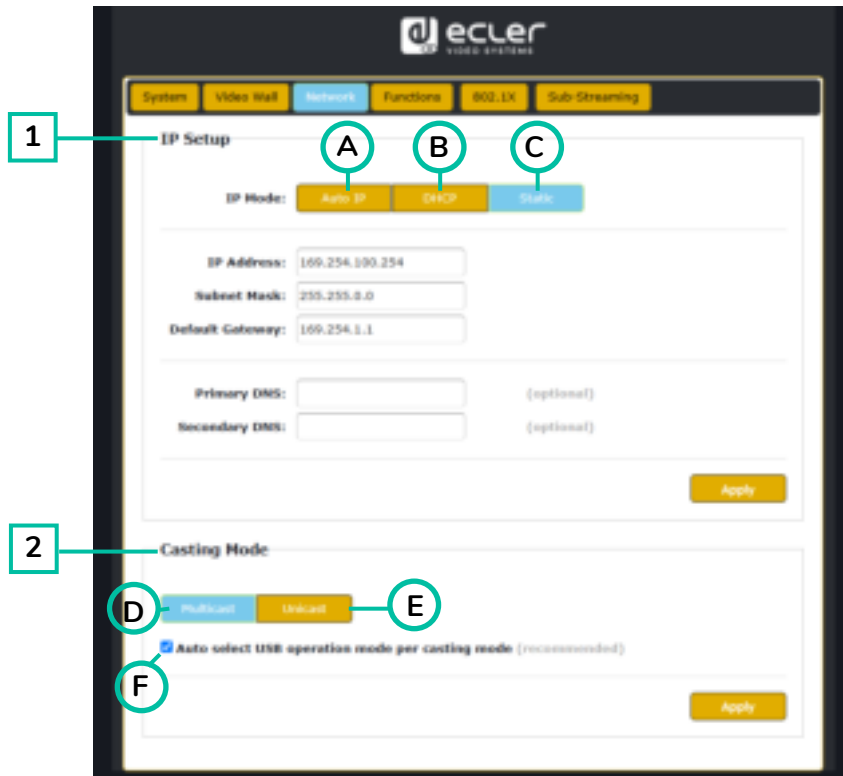 ecler
VIDEO SYSTEMS
System Video Wall Network Functions 802.1X Sub-Streaming
1 IP Setup A B C
IP Mode: Auto IP DHCP Static
IP Address: 169.254.100.254
Subnet Mask: 255.255.0.0
Default Gateway: 169.254.1.1
Primary DNS: (optional)
Secondary DNS: (optional)
Apply
2 Casting Mode
D Multicast Unicast E
Auto select USB operation mode per casting mode (recommended)
F
Apply